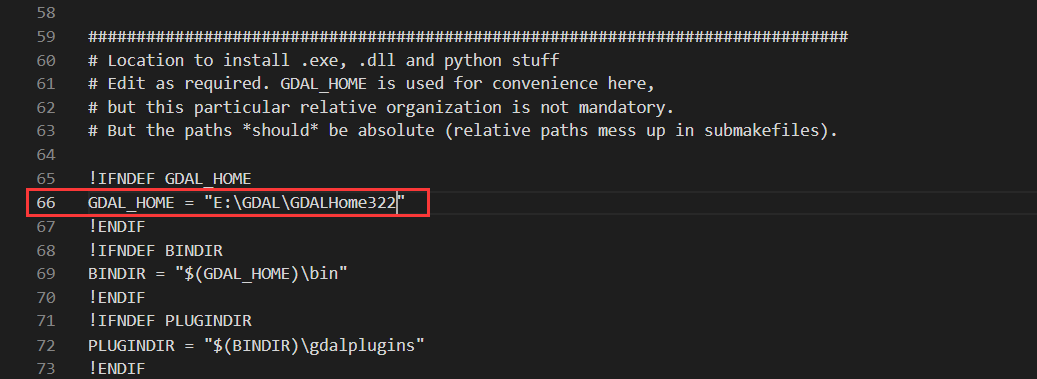 58
59 ###############################################################################
60 # Location to install .exe, .dll and python stuff
61 # Edit as required. GDAL_HOME is used for convenience here,
62 # but this particular relative organization is not mandatory.
63 # But the paths *should* be absolute (relative paths mess up in submakefiles).
64
65 !IFNDEF GDAL_HOME
66 GDAL_HOME = "E:\GDAL\GDALHome322"
67 !ENDIF
68 !IFNDEF BINDIR
69 BINDIR = "$(GDAL_HOME)\bin"
70 !ENDIF
71 !IFNDEF PLUGINDIR
72 PLUGINDIR = "$(BINDIR)\gdalplugins"
73 !ENDIF